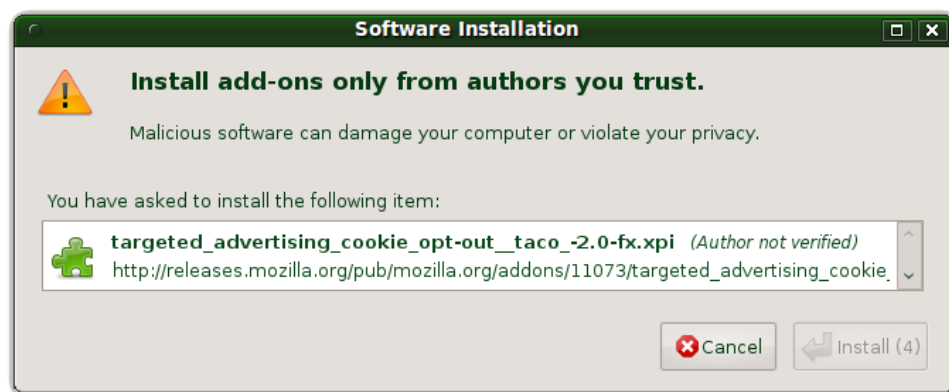 Software Installation
Install add-ons only from authors you trust.
Malicious software can damage your computer or violate your privacy.
You have asked to install the following item:
targeted_advertising_cookie_opt-out__taco_-2.0-fx.xpi (Author not verified)
http://releases.mozilla.org/pub/mozilla.org/addons/11073/targeted_advertising_cookie_
Cancel Install (4)